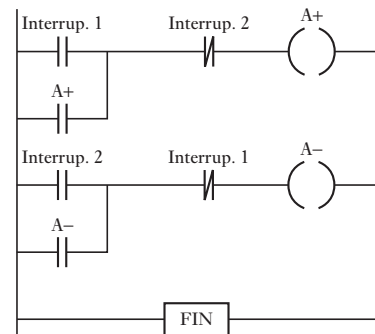 A+
Interrup. 1 Interrup. 2
A+
Interrup. 2 Interrup. 1 A−
A−
FIN